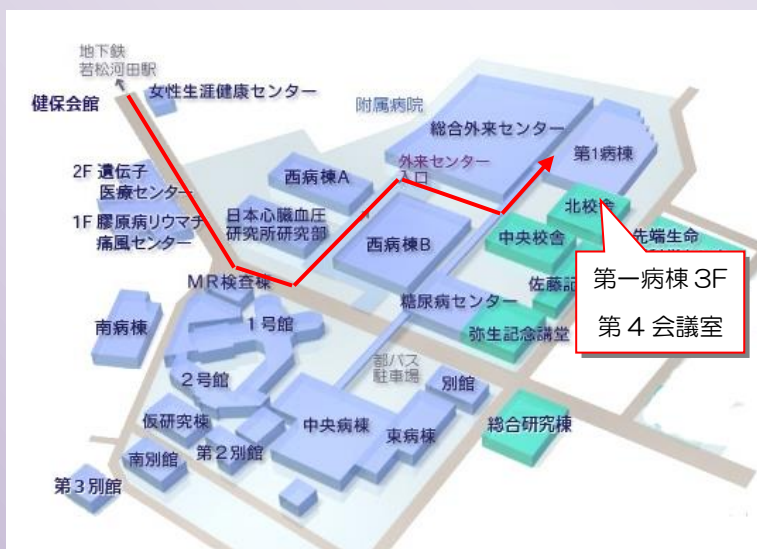 地下鉄
若松河田駅
健保会館
女性生涯健康センター
附属病院
総合外来センター
第1病棟
外来センター
入口
2F 遺伝子
医療センター
西病棟A
1F 膠原病リウマチ
痛風センター
日本心臓血圧
研究所研究部
西病棟B
北校舎
中央校舎
先端生命
第一病棟 3F
第 4 会議室
佐藤記
MR検査棟
糖尿病センター
弥生記念講堂
南病棟
1号館
都バス
駐車場
2号館
別館
仮研究棟
中央病棟
東病棟
総合研究棟
南別館
第2別館
第3別館